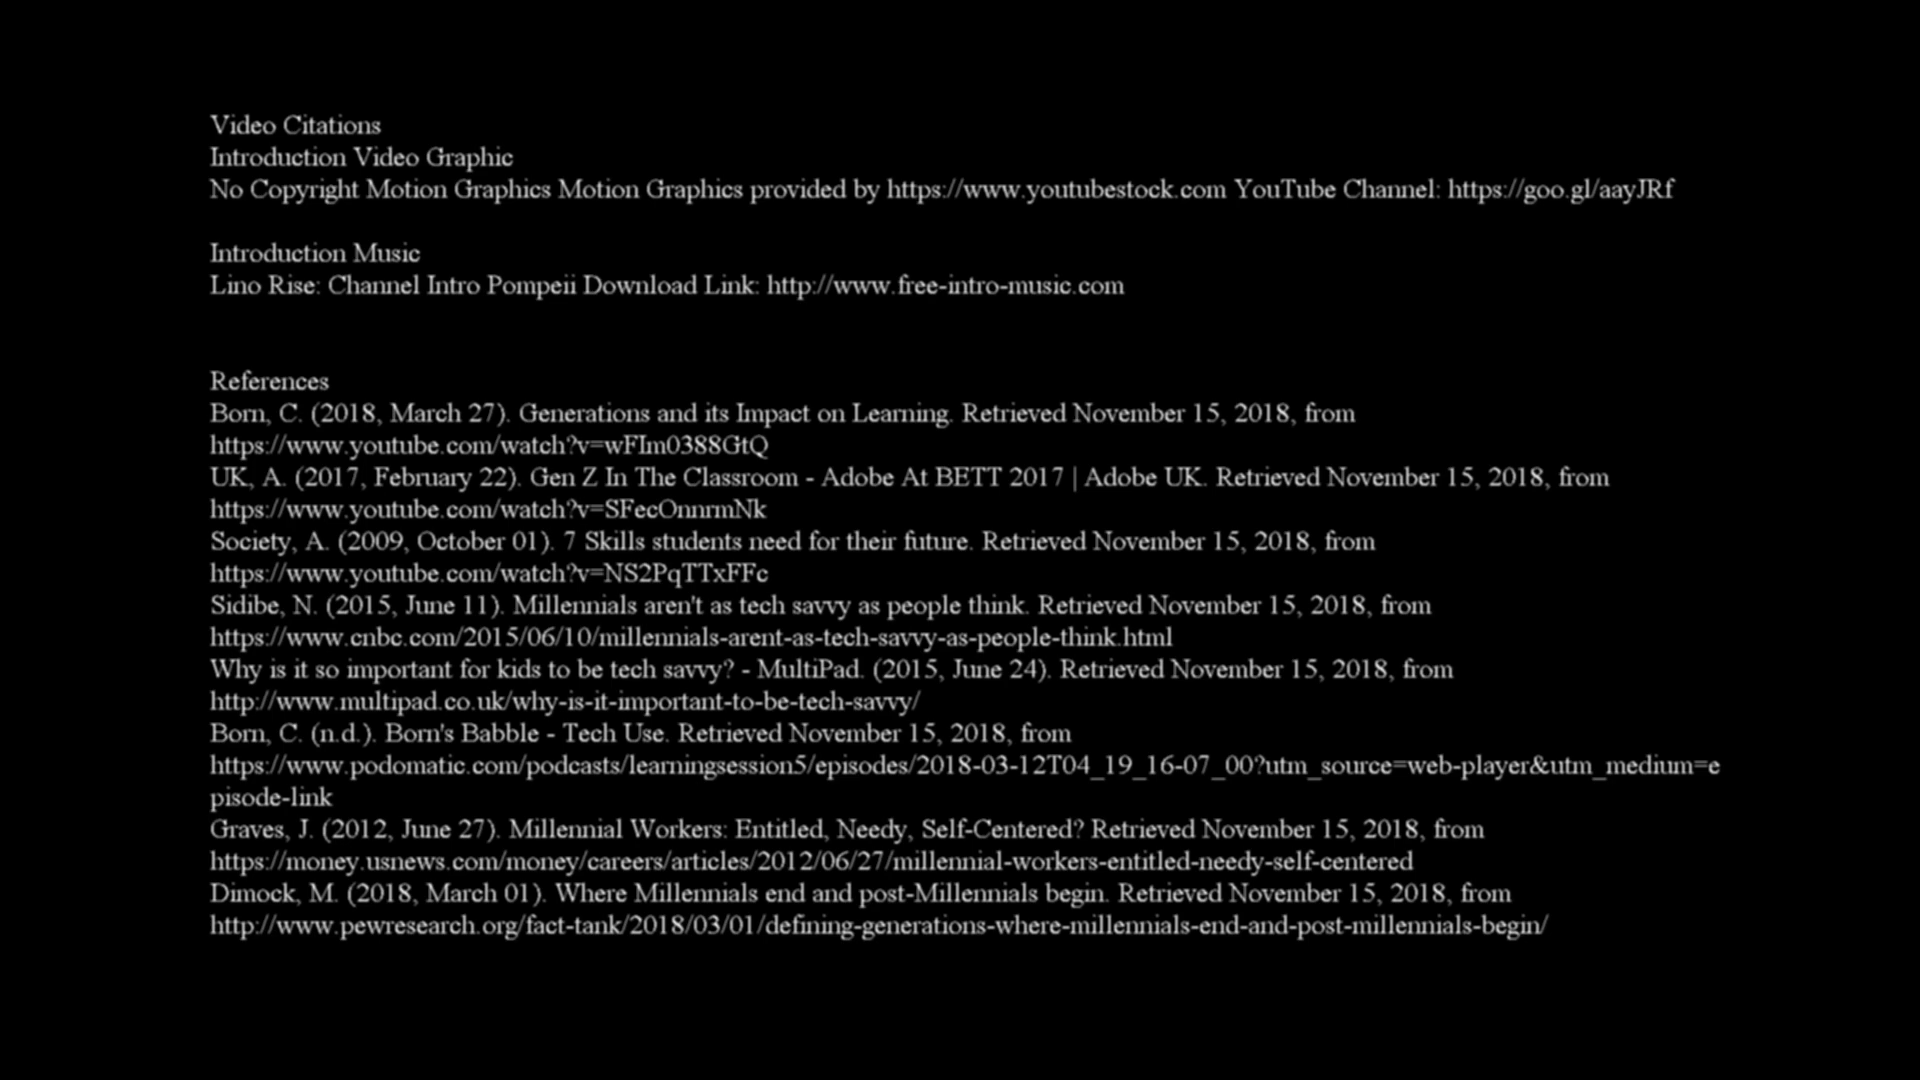 Video Citations
Introduction Video Graphic
No Copyright Motion Graphics Motion Graphics provided by https://www.youtubestock.com YouTube Channel: https://goo.gl/aayJRf
Introduction Music
Lino Rise: Channel Intro Pompeii Download Link: http://www.free-intro-music.com
References
Born, C. (2018, March 27). Generations and its Impact on Learning. Retrieved November 15, 2018, from
https://www.youtube.com/watch?v=wFIm0388GtQ
UK, A. (2017, February 22). Gen Z In The Classroom - Adobe At BETT 2017 | Adobe UK. Retrieved November 15, 2018, from
https://www.youtube.com/watch?v=SFecOnnrmNk
Society, A. (2009, October 01). 7 Skills students need for their future. Retrieved November 15, 2018, from
https://www.youtube.com/watch?v=NS2PqTTxFFc
Sidibe, N. (2015, June 11). Millennials aren't as tech savvy as people think. Retrieved November 15, 2018, from
https://www.cnbc.com/2015/06/10/millennials-arent-as-tech-savvy-as-people-think.html
Why is it so important for kids to be tech savvy? - MultiPad. (2015, June 24). Retrieved November 15, 2018, from
http://www.multipad.co.uk/why-is-it-important-to-be-tech-savvy/
Born, C. (n.d.). Born's Babble - Tech Use. Retrieved November 15, 2018, from
https://www.podomatic.com/podcasts/learningsession5/episodes/2018-03-12T04_19_16-07_00?utm_source=web-player&utm_medium=e
pisode-link
Graves, J. (2012, June 27). Millennial Workers: Entitled, Needy, Self-Centered? Retrieved November 15, 2018, from
https://money.usnews.com/money/careers/articles/2012/06/27/millennial-workers-entitled-needy-self-centered
Dimock, M. (2018, March 01). Where Millennials end and post-Millennials begin. Retrieved November 15, 2018, from
http://www.pewresearch.org/fact-tank/2018/03/01/defining-generations-where-millennials-end-and-post-millennials-begin/